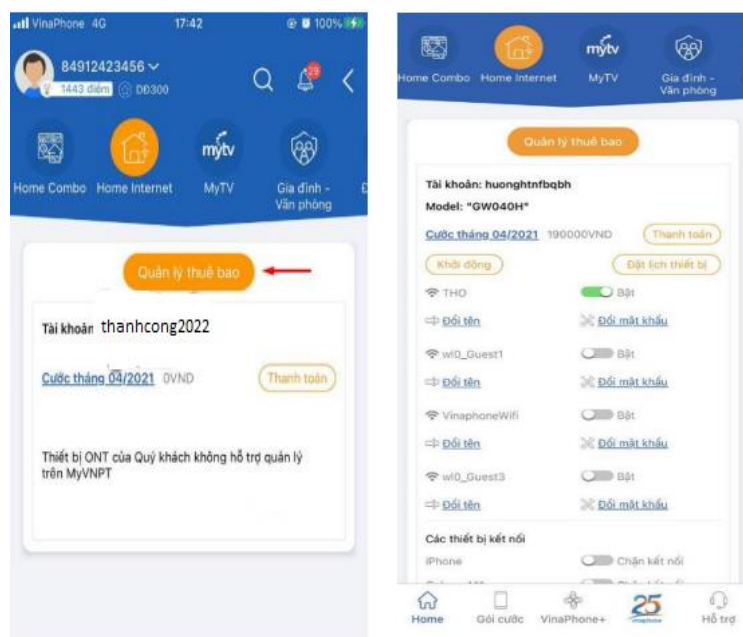 VinaPhone 4G 17:42 100%
84912423456
1443 điểm DĐ300
29
Home Combo Home Internet MyTV Gia đình - Văn phòng
mytv
Quản lý thuê bao
Tài khoản thanhcong2022
Cước tháng 04/2021 0VND Thanh toán
Thiết bị ONT của Quý khách không hỗ trợ quản lý
trên MyVNPT
mytv
Home Combo Home Internet MyTV Gia đình - Văn phòng
Quản lý thuê bao
Tài khoản: huonghtnfbqbh
Model: "GW040H"
Cước tháng 04/2021 190000VND Thanh toán
Khởi động Đặt lịch thiết bị
THO Bật
Đổi tên Đổi mật khẩu
wl0_Guest1 Bật
Đổi tên Đổi mật khẩu
VinaphoneWifi Bật
Đổi tên Đổi mật khẩu
wl0_Guest3 Bật
Đổi tên Đổi mật khẩu
Các thiết bị kết nối
iPhone Chặn kết nối
25
vinaphone
Home Gói cước VinaPhone+ Hỗ trợ